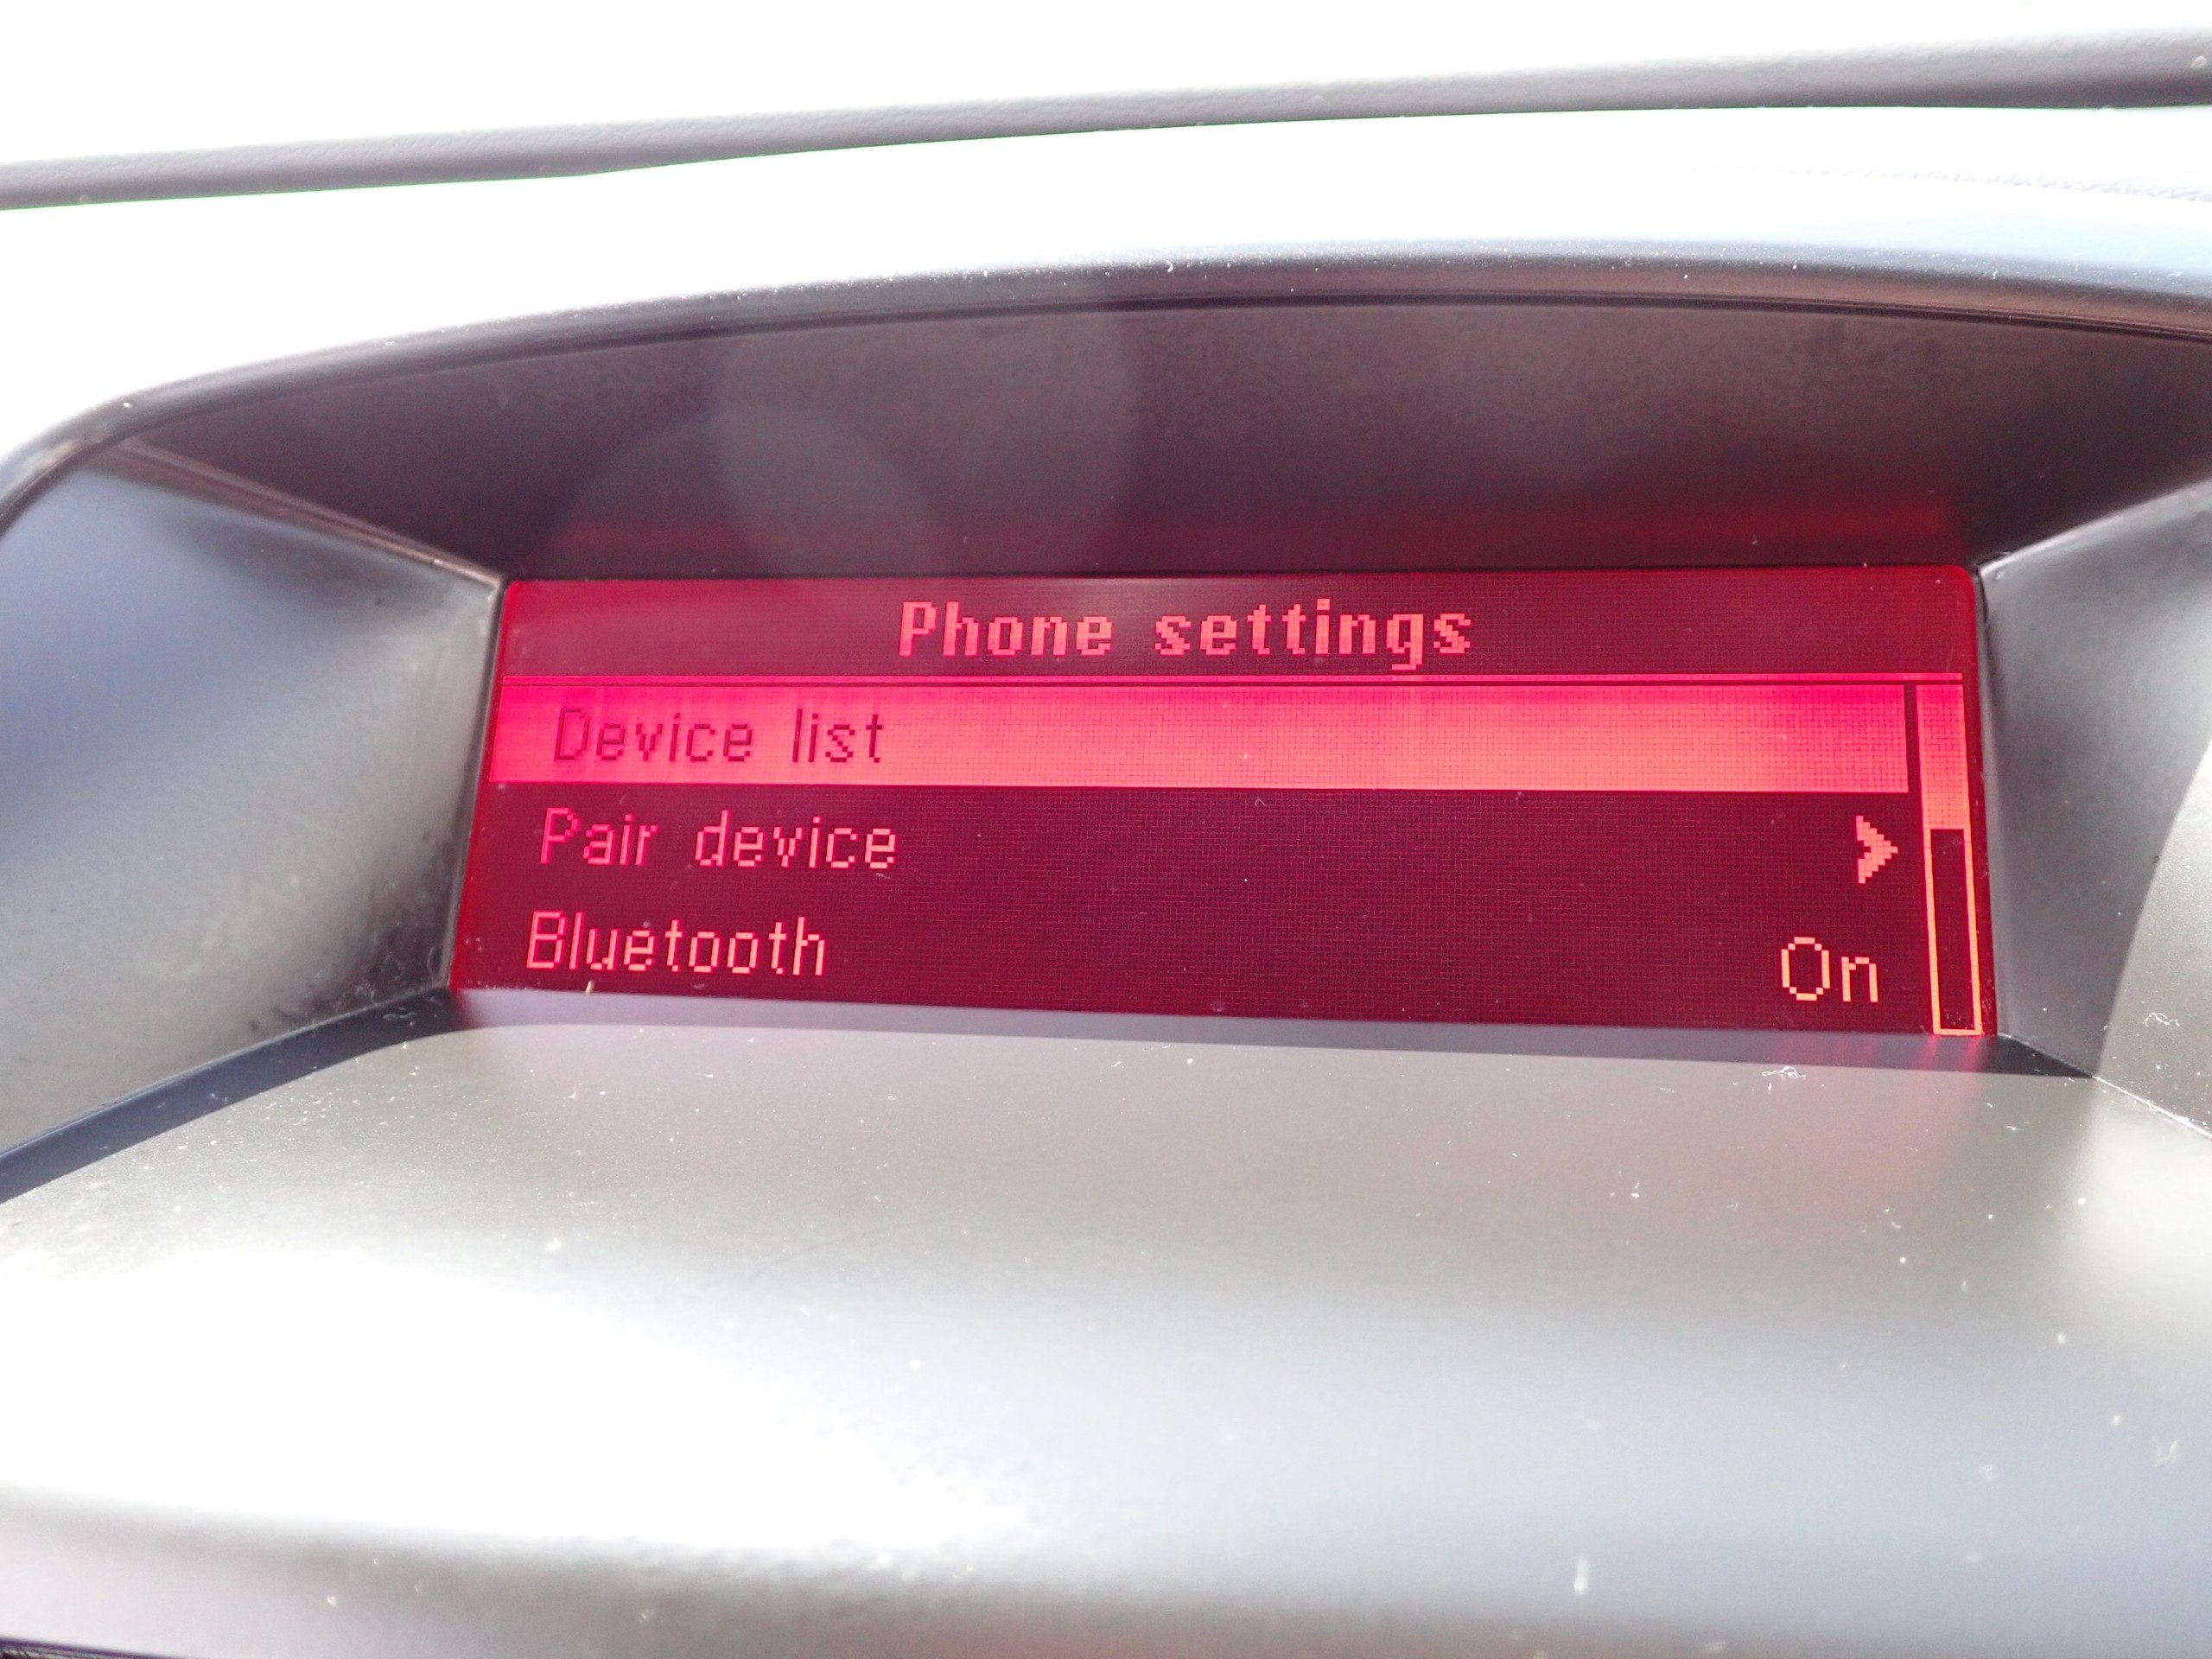 Phone settings
Device list
Pair device
Bluetooth On